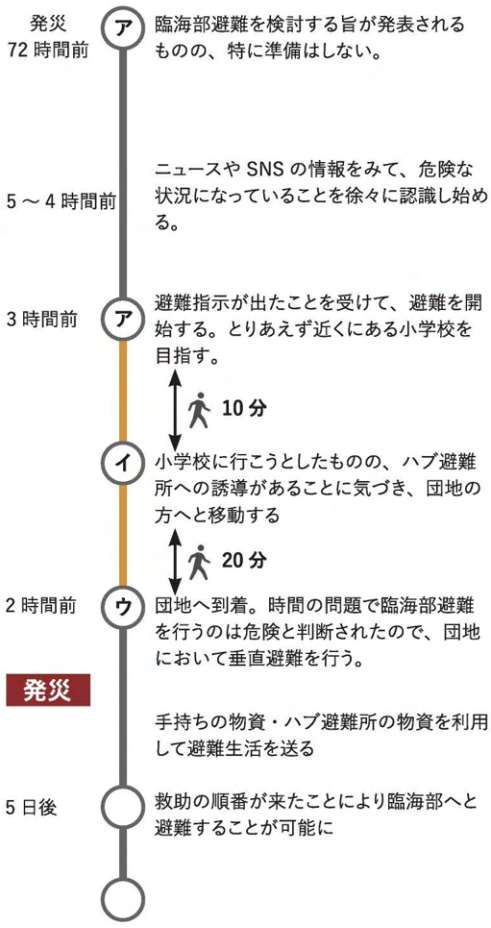 発災
72 時間前
ア
臨海部避難を検討する旨が発表される
ものの、特に準備はしない。
5 〜 4 時間前
ニュースや SNS の情報をみて、危険な
状況になっていることを徐々に認識し始め
る。
3 時間前
ア
避難指示が出たことを受けて、避難を開
始する。とりあえず近くにある小学校を
目指す。
10 分
イ
小学校に行こうとしたものの、ハブ避難
所への誘導があることに気づき、団地の
方へと移動する
20 分
2 時間前
ウ
団地へ到着。時間の問題で臨海部避難
を行うのは危険と判断されたので、団地
において垂直避難を行う。
発災
手持ちの物資・ハブ避難所の物資を利用
して避難生活を送る
5 日後
救助の順番が来たことにより臨海部へと
避難することが可能に